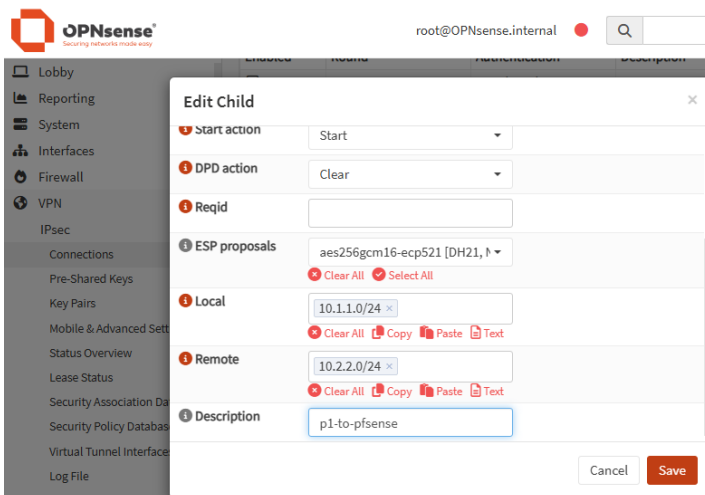 OPNsense®
Securing networks made easy
root@OPNsense.internal
Lobby
Reporting
System
Interfaces
Firewall
VPN
IPsec
Connections
Pre-Shared Keys
Key Pairs
Mobile & Advanced Sett
Status Overview
Lease Status
Security Association Da
Security Policy Databas
Virtual Tunnel Interface
Log File
Enabled Round Authentication Description
Edit Child ×
Start action Start
DPD action Clear
Reqid
ESP proposals aes256gcm16-ecp521 [DH21, N
Clear All Select All
Local 10.1.1.0/24 ×
Clear All Copy Paste Text
Remote 10.2.2.0/24 ×
Clear All Copy Paste Text
Description p1-to-pfsense
Cancel Save